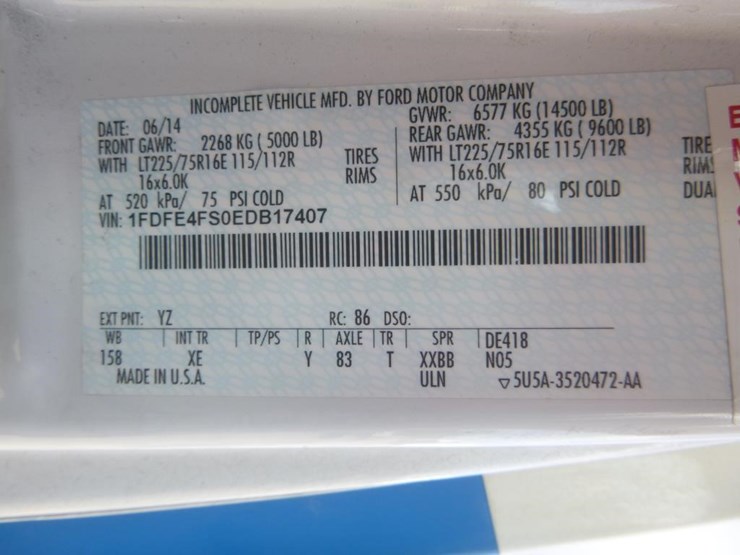 INCOMPLETE VEHICLE MFD. BY FORD MOTOR COMPANY
DATE: 06/14 GVWR: 6577 KG (14500 LB)
FRONT GAWR: 2268 KG ( 5000 LB) REAR GAWR: 4355 KG ( 9600 LB)
WITH LT225/75R16E 115/112R TIRES WITH LT225/75R16E 115/112R TIRE
16x6.0K RIMS 16x6.0K RIMS
AT 520 kPa/ 75 PSI COLD AT 550 kPa/ 80 PSI COLD DUA
VIN: 1FDFE4FS0EDB17407
EXT PNT: YZ RC: 86 DSO:
WB INT TR TP/PS R AXLE TR SPR DE418
158 XE Y 83 T XXBB N05
MADE IN U.S.A. ULN ▽5U5A-3520472-AA